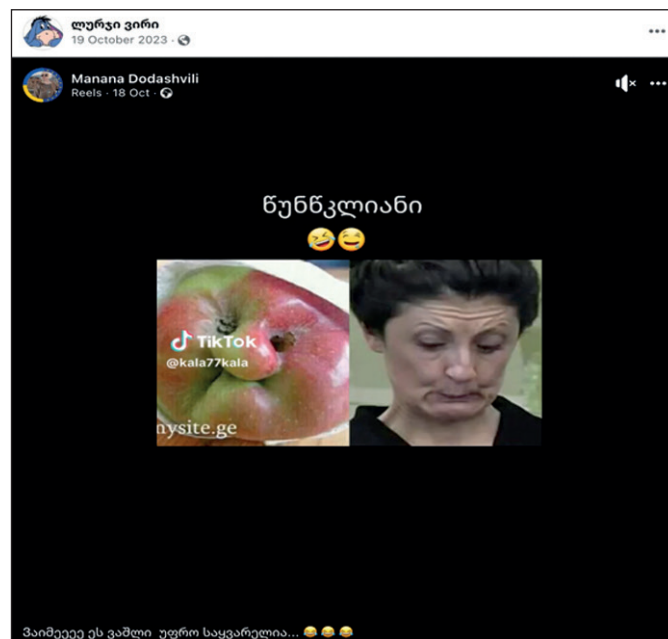 ლურჯი ვირი
19 October 2023 ·
Manana Dodashvili
Reels · 18 Oct ·
წუნწკლიანი
TikTok
@kala77kala
nysite.ge
ვაიმეეეე ეს ვაშლი უფრო საყვარელია...